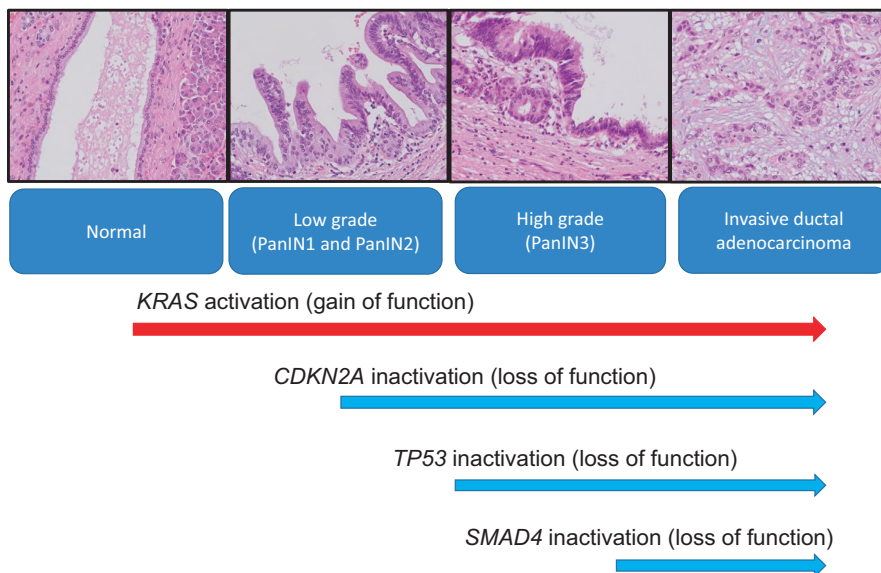 Normal
Low grade
(PanIN1 and PanIN2)
High grade
(PanIN3)
Invasive ductal
adenocarcinoma
KRAS activation (gain of function)
CDKN2A inactivation (loss of function)
TP53 inactivation (loss of function)
SMAD4 inactivation (loss of function)